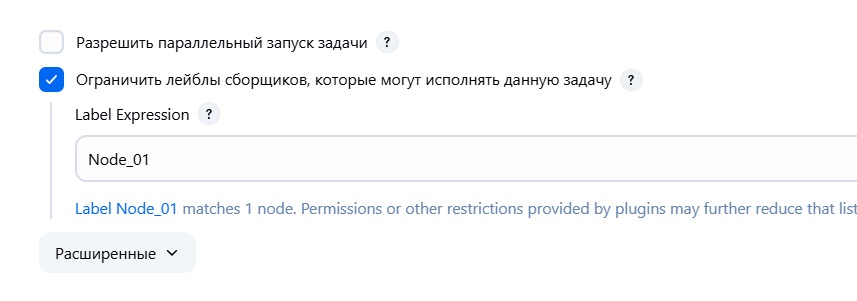 Разрешить параллельный запуск задачи ?
Ограничить лейблы сборщиков, которые могут исполнять данную задачу ?
Label Expression ?
Node_01
Label Node_01 matches 1 node. Permissions or other restrictions provided by plugins may further reduce that list
Расширенные